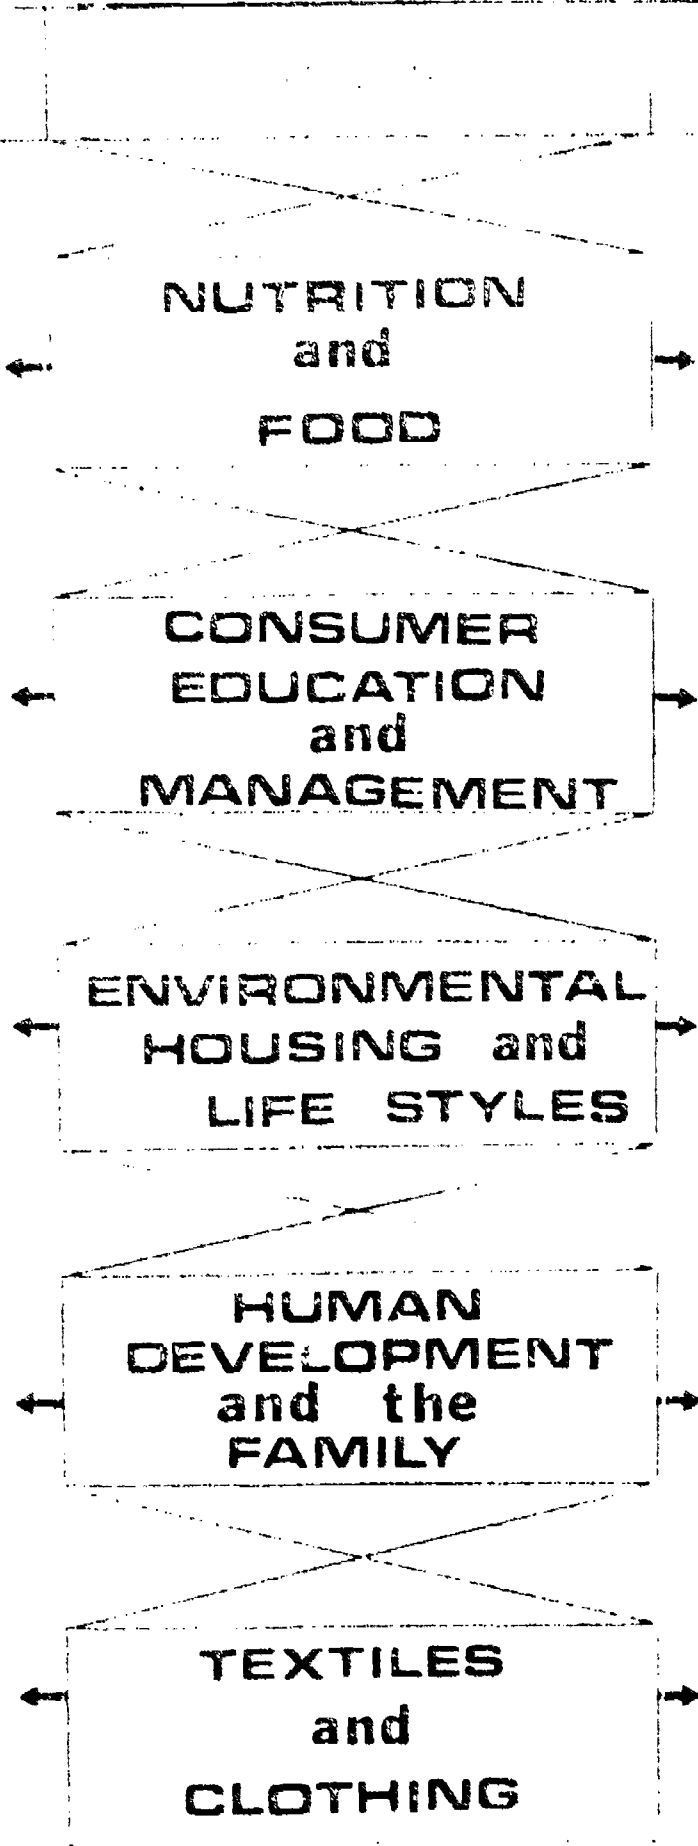 NUTRITION
and
FOOD
CONSUMER
EDUCATION
and
MANAGEMENT
ENVIRONMENTAL
HOUSING and
LIFE STYLES
HUMAN
DEVELOPMENT
and the
FAMILY
TEXTILES
and
CLOTHING